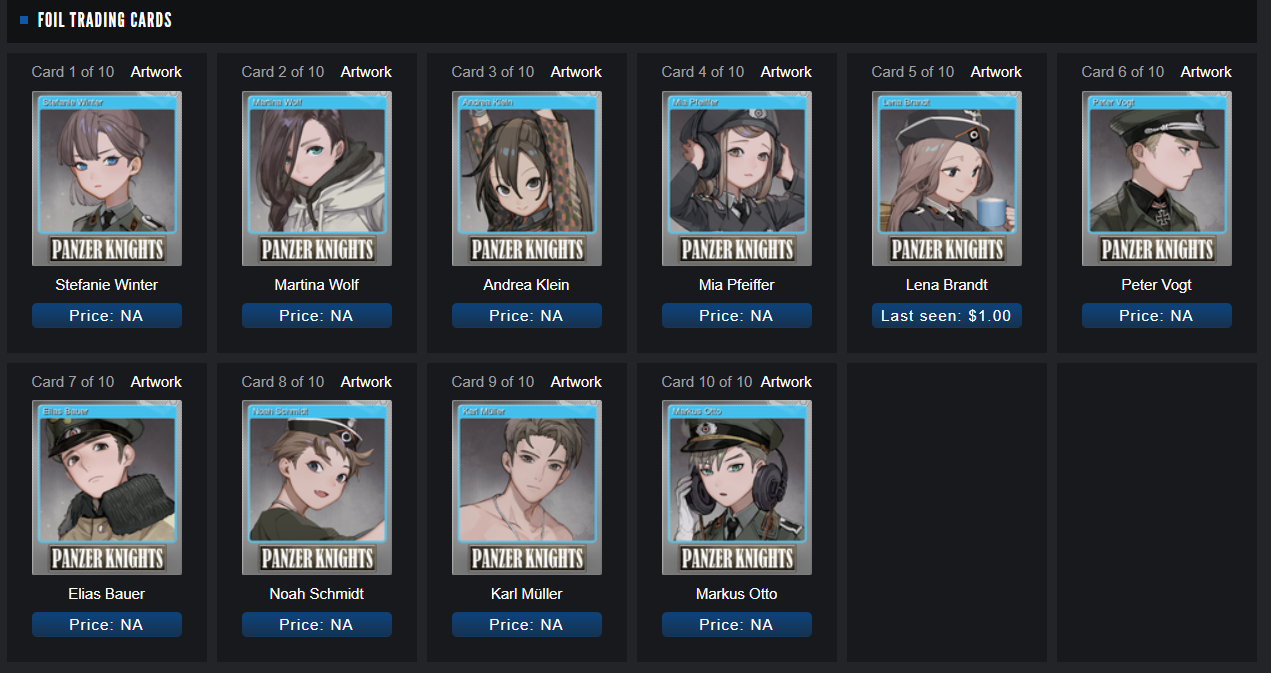 FOIL TRADING CARDS
Card 1 of 10 Artwork
Stefanie Winter
PANZER KNIGHTS
Stefanie Winter
Price: NA
Card 2 of 10 Artwork
Martina Wolf
PANZER KNIGHTS
Martina Wolf
Price: NA
Card 3 of 10 Artwork
Andrea Klein
PANZER KNIGHTS
Andrea Klein
Price: NA
Card 4 of 10 Artwork
Mia Pfeiffer
PANZER KNIGHTS
Mia Pfeiffer
Price: NA
Card 5 of 10 Artwork
Lena Brandt
PANZER KNIGHTS
Lena Brandt
Last seen: $1.00
Card 6 of 10 Artwork
Peter Vogt
PANZER KNIGHTS
Peter Vogt
Price: NA
Card 7 of 10 Artwork
Elias Bauer
PANZER KNIGHTS
Elias Bauer
Price: NA
Card 8 of 10 Artwork
Noah Schmidt
PANZER KNIGHTS
Noah Schmidt
Price: NA
Card 9 of 10 Artwork
Karl Müller
PANZER KNIGHTS
Karl Müller
Price: NA
Card 10 of 10 Artwork
Markus Otto
PANZER KNIGHTS
Markus Otto
Price: NA